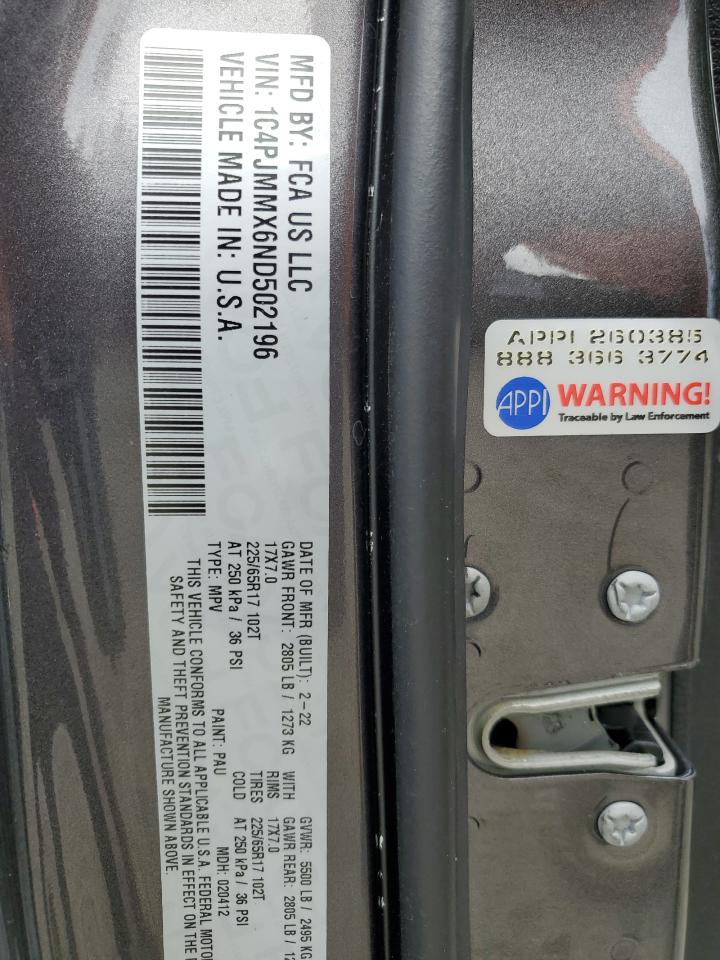 MFD BY: FCA US LLC
VIN: 1C4PJMMX6ND502196
VEHICLE MADE IN: U.S.A.
DATE OF MFR (BUILT): 2-22
GVWR: 5500 LB / 2495 KG
GAWR FRONT: 2805 LB / 1273 KG
WITH
GAWR REAR: 2805 LB /
17X7.0
RIMS
17X7.0
225/65R17 102T
TIRES
225/65R17 102T
AT 250 kPa / 36 PSI
COLD
AT 250 kPa / 36 PSI
TYPE: MPV
PAINT: PAU
MDH: 020412
THIS VEHICLE CONFORMS TO ALL APPLICABLE U.S.A. FEDERAL MOTOR
SAFETY AND THEFT PREVENTION STANDARDS IN EFFECT ON THE
MANUFACTURE SHOWN ABOVE.
APPI 260385
888 366 3774
APPI WARNING!
Traceable by Law Enforcement